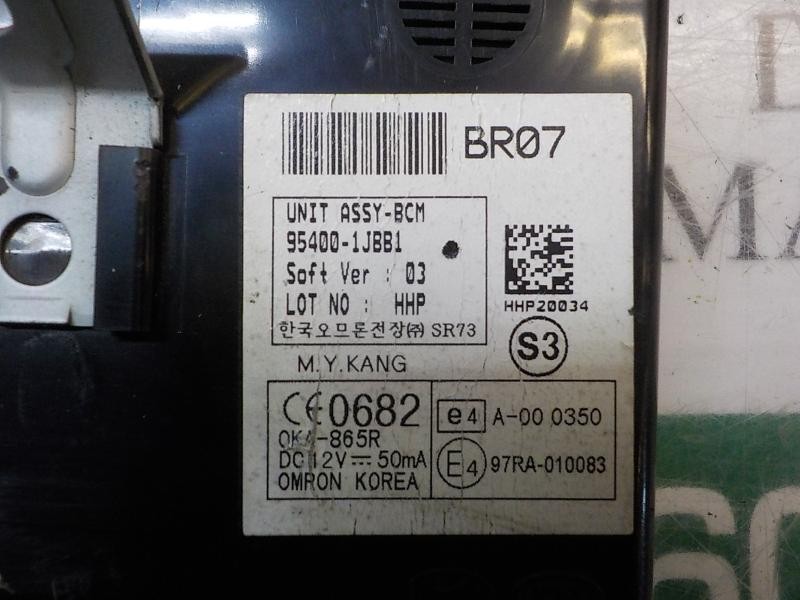 BR07
UNIT ASSY-BCM
95400-1JBB1
Soft Ver : 03
LOT NO : HHP
한국오므론전장㈜ SR73
HHP20034
S3
M.Y.KANG
CE0682
OKA-865R
DC12V⎓50mA
OMRON KOREA
e4 A-00 0350
E4 97RA-010083